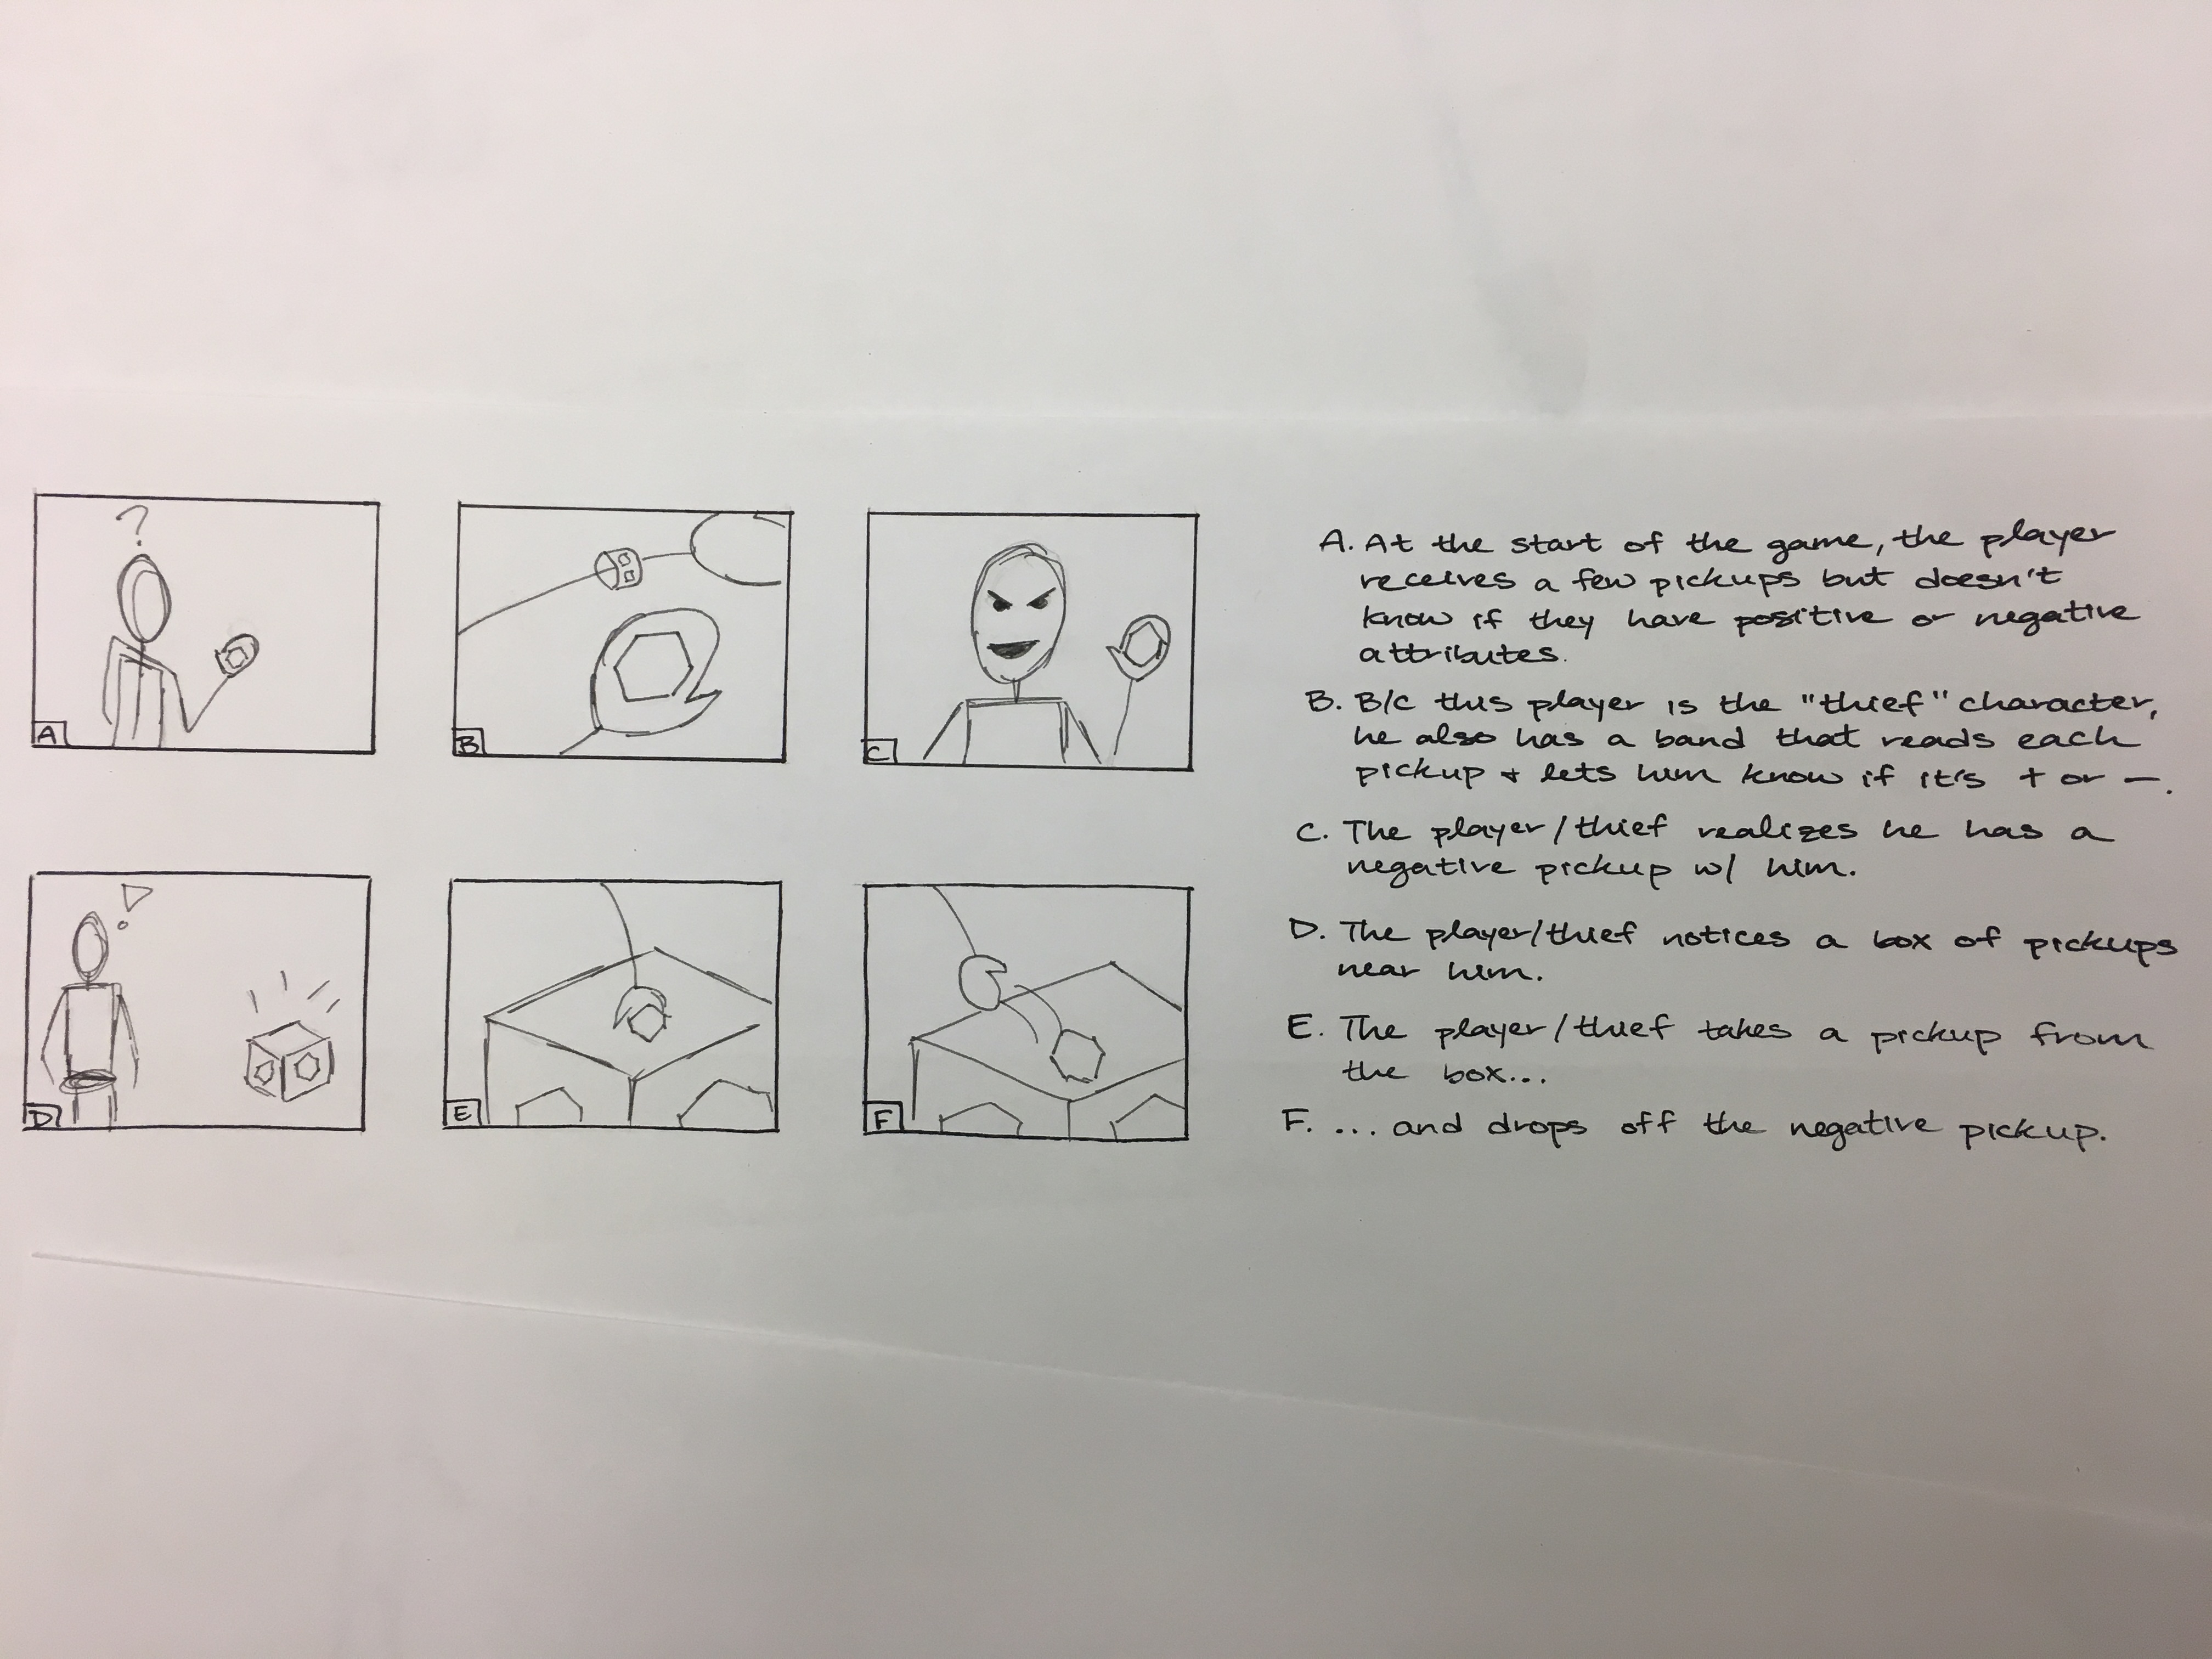 ?
A
B
C
!
D
E
F
A. At the start of the game, the player
receives a few pickups but doesn't
know if they have positive or negative
attributes.
B. B/c this player is the "thief" character,
he also has a band that reads each
pickup + lets him know if it's + or −.
C. The player/thief realizes he has a
negative pickup w/ him.
D. The player/thief notices a box of pickups
near him.
E. The player/thief takes a pickup from
the box...
F. ... and drops off the negative pickup.